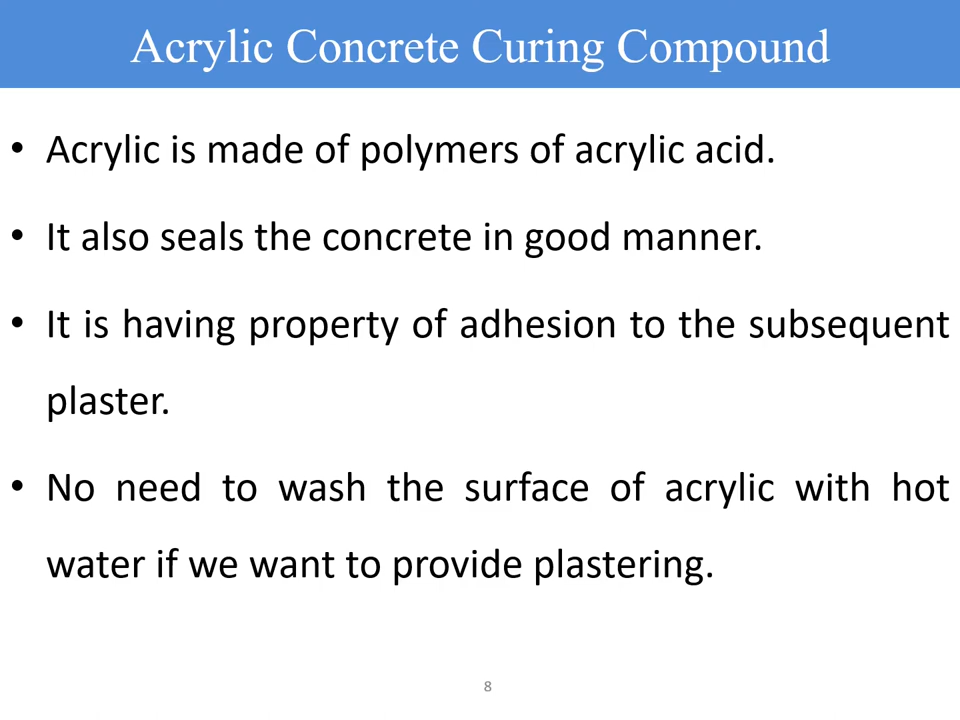 Acrylic Concrete Curing Compound
• Acrylic is made of polymers of acrylic acid.
• It also seals the concrete in good manner.
• It is having property of adhesion to the subsequent
plaster.
• No need to wash the surface of acrylic with hot
water if we want to provide plastering.
8